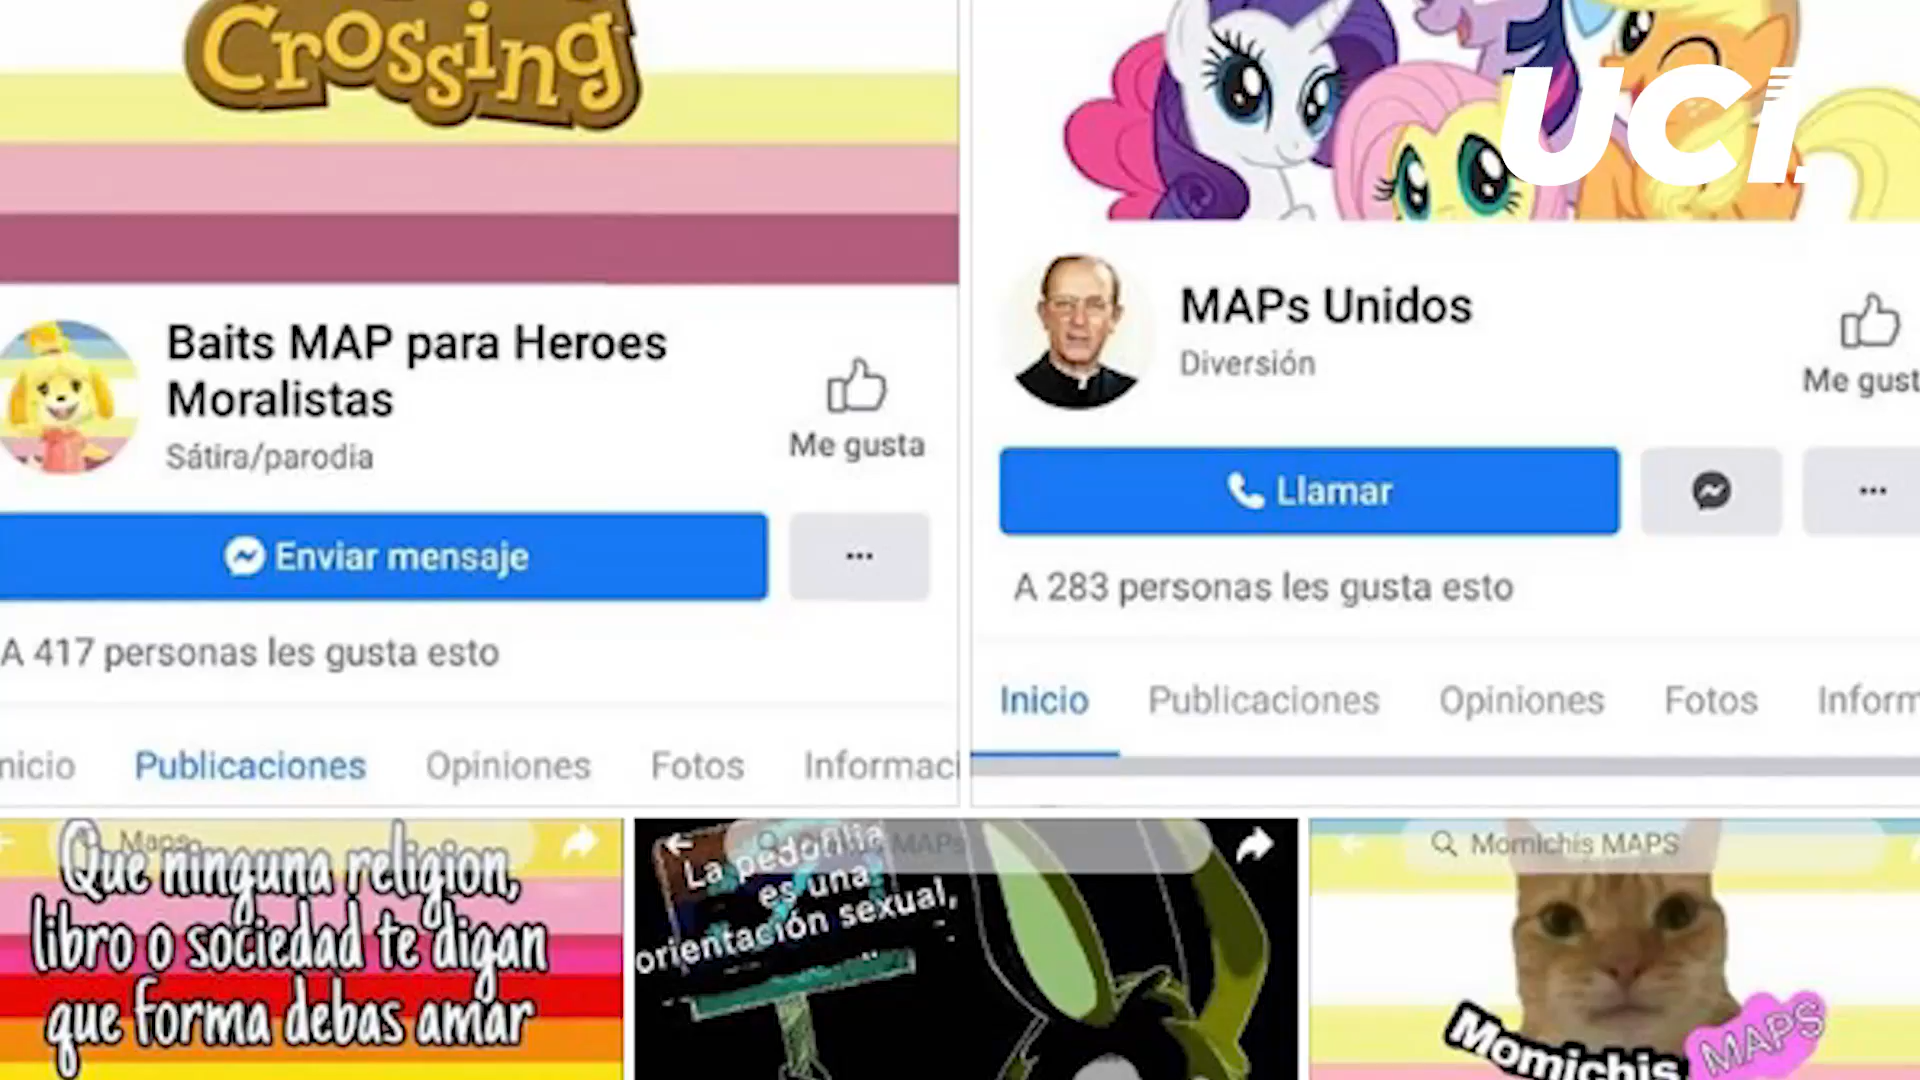 Crossing
UCI
Baits MAP para Heroes
Moralistas
Sátira/parodia
Me gusta
Enviar mensaje
...
A 417 personas les gusta esto
nicio
Publicaciones
Opiniones
Fotos
Informaci
MAPs Unidos
Diversión
Me gust
Llamar
...
A 283 personas les gusta esto
Inicio
Publicaciones
Opiniones
Fotos
Inform
Maps
Que ninguna religion,
libro o sociedad te digan
que forma debas amar
MAPs
La pedofilia
es una
orientación sexual,
Momichis MAPS
Momichis
MAPS